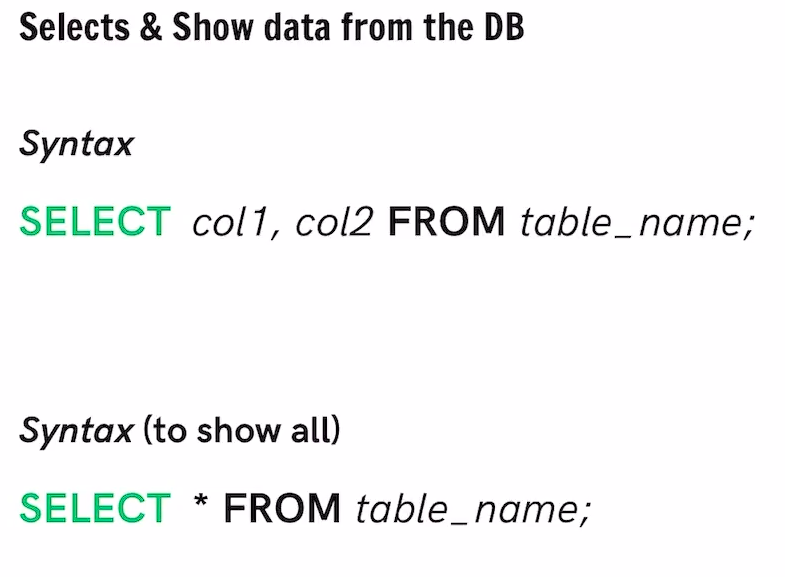 Selects & Show data from the DB
Syntax
SELECT col1, col2 FROM table_name;
Syntax (to show all)
SELECT * FROM table_name;